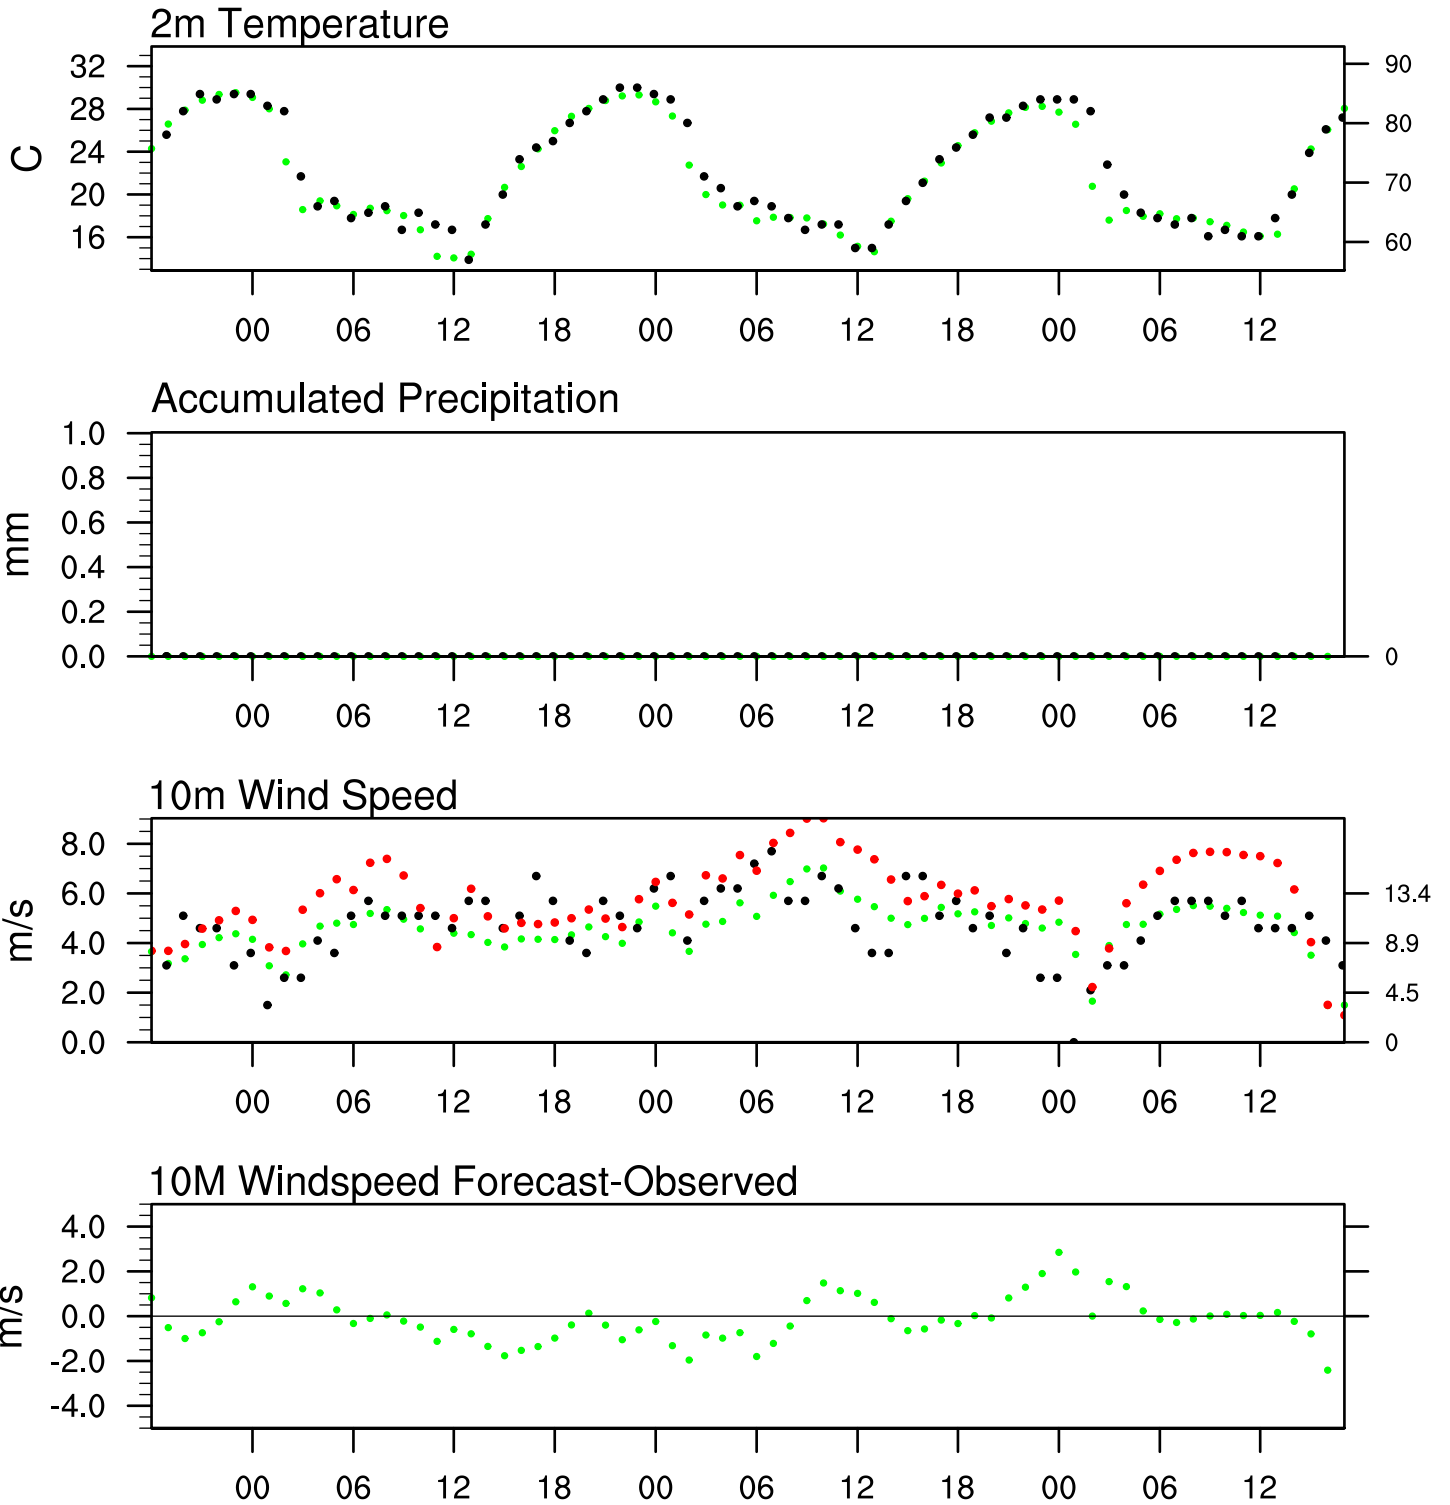 2m Temperature
32
28
24
20
16
C
90
80
70
60
00 06 12 18 00 06 12 18 00 06 12
Accumulated Precipitation
1.0
0.8
0.6
0.4
0.2
0.0
mm
0
00 06 12 18 00 06 12 18 00 06 12
10m Wind Speed
8.0
6.0
4.0
2.0
0.0
m/s
13.4
8.9
4.5
0
00 06 12 18 00 06 12 18 00 06 12
10M Windspeed Forecast-Observed
4.0
2.0
0.0
-2.0
-4.0
m/s
00 06 12 18 00 06 12 18 00 06 12